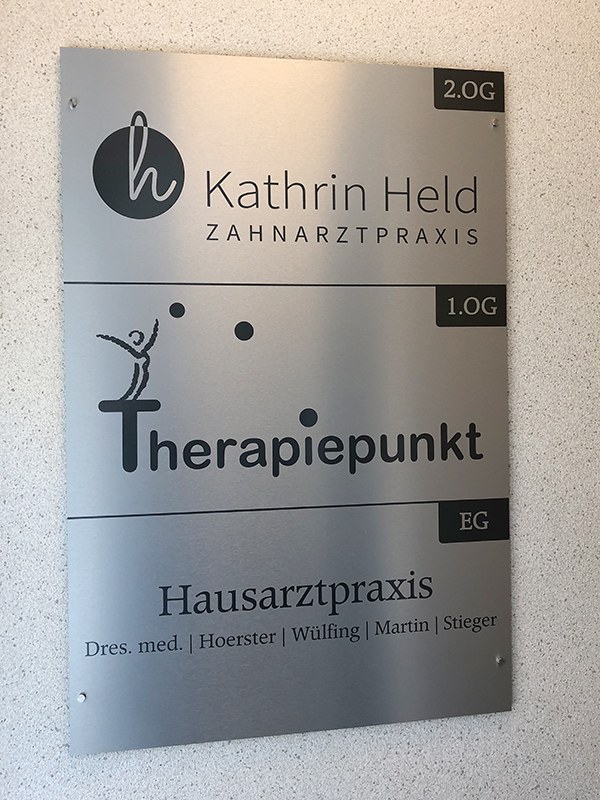 2.OG
h
Kathrin Held
ZAHNARZTPRAXIS
1.OG
Therapiepunkt
EG
Hausarztpraxis
Dres. med. | Hoerster | Wülfing | Martin | Stieger